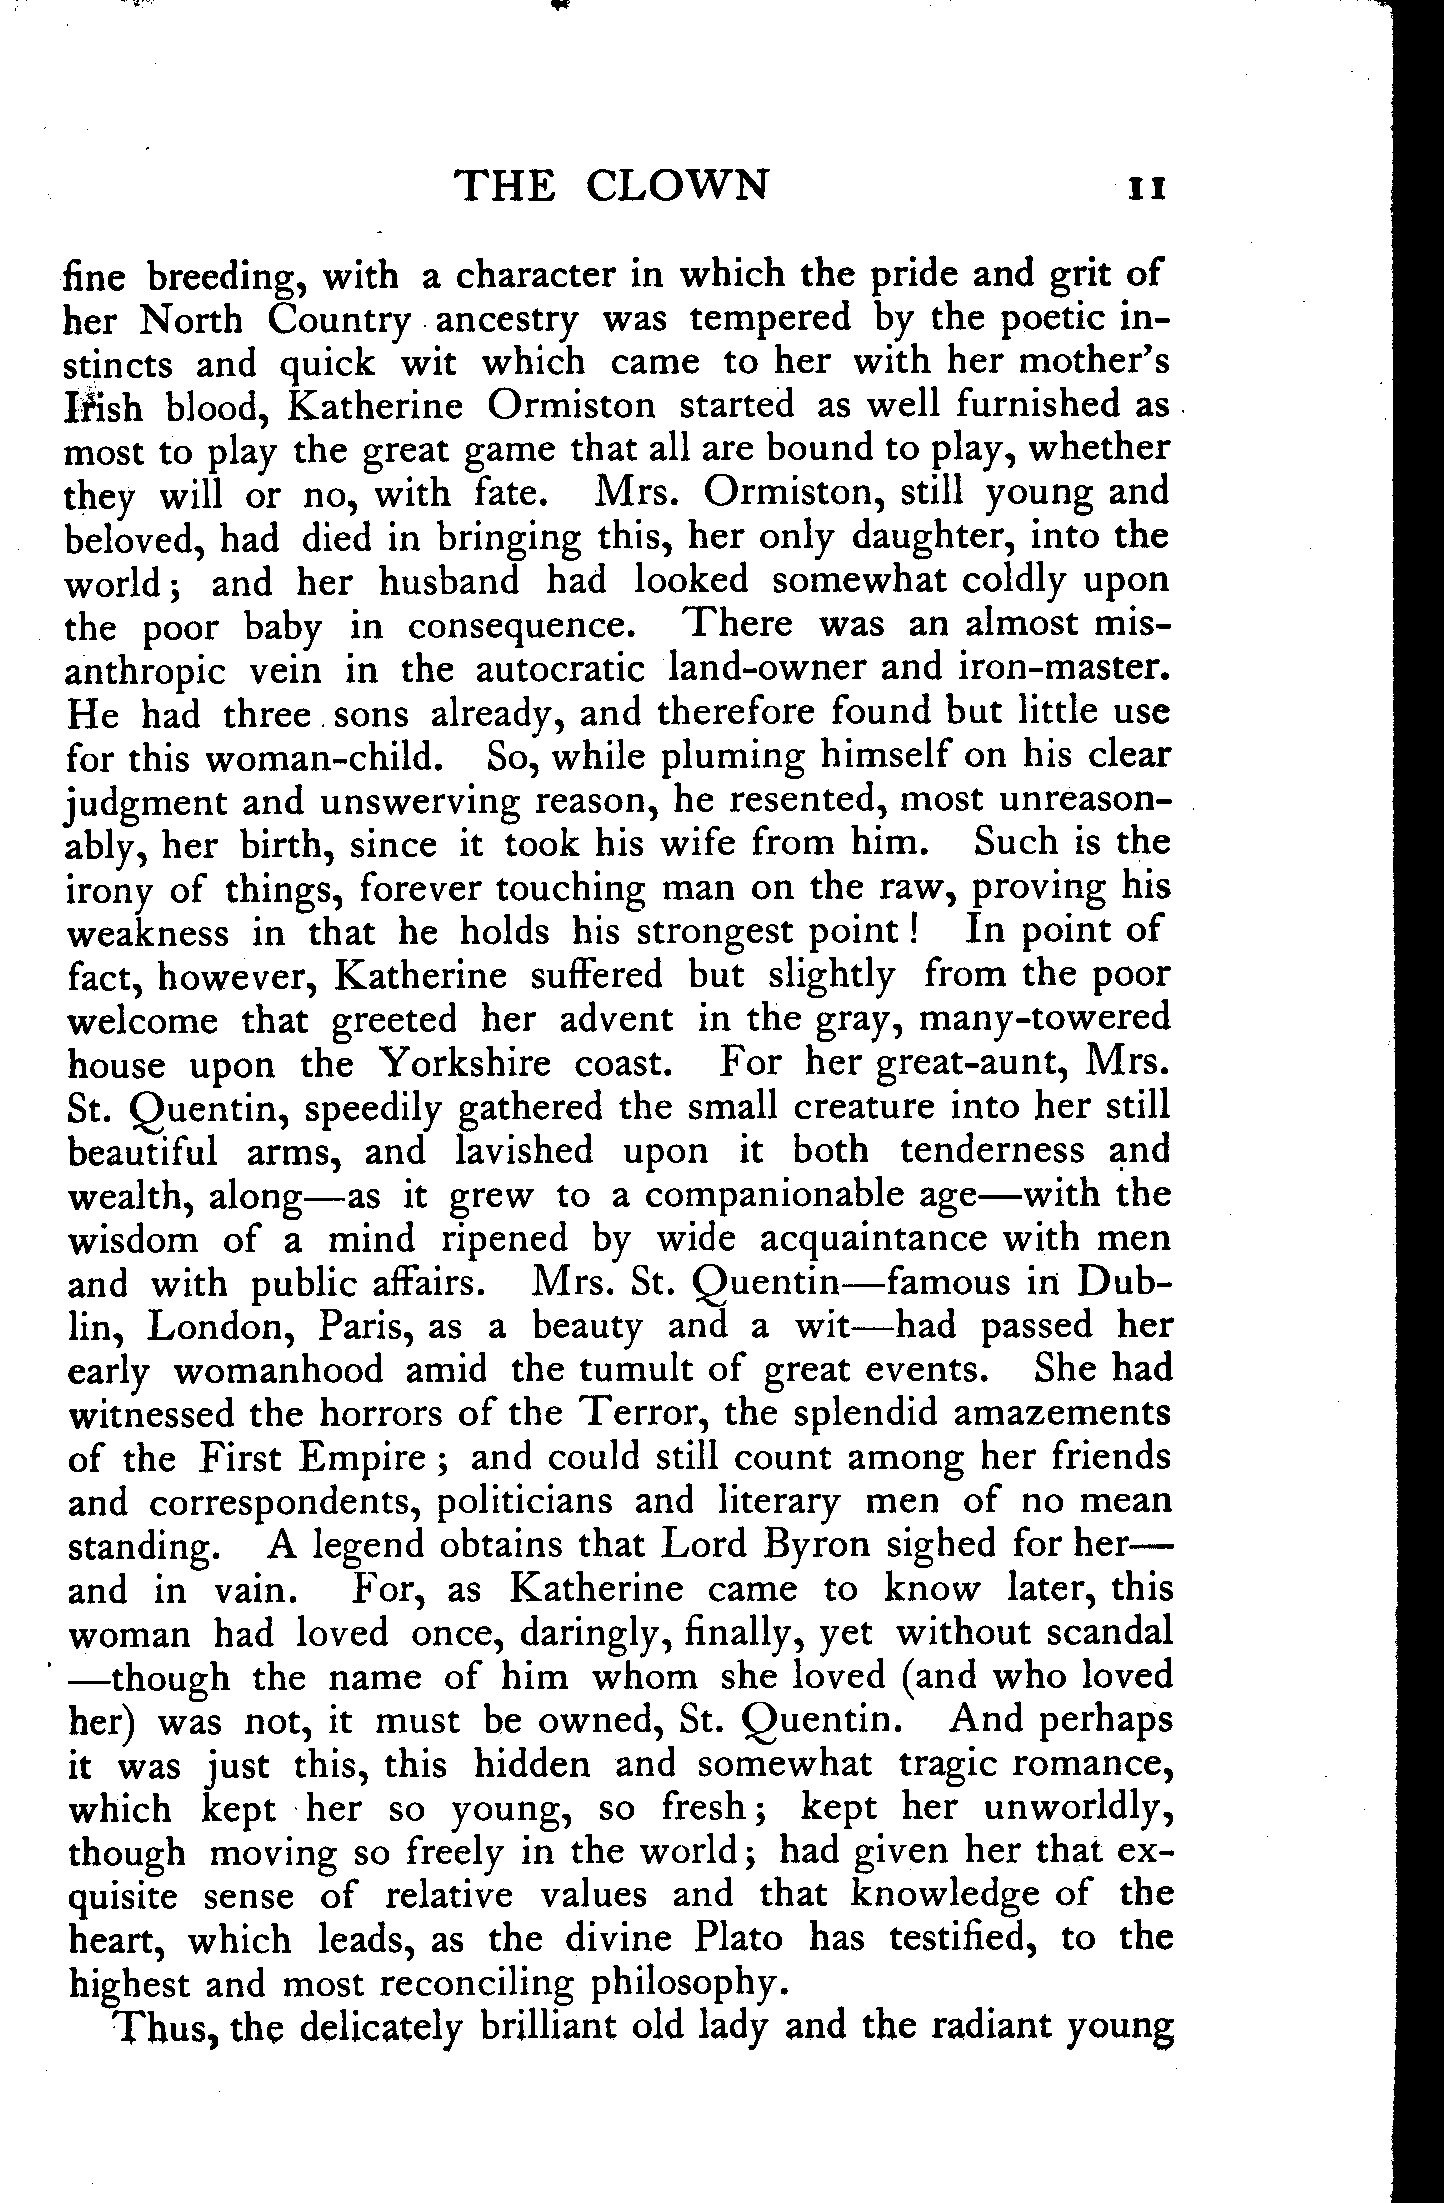 THE CLOWN 11
fine breeding, with a character in which the pride and grit of
her North Country ancestry was tempered by the poetic in-
stincts and quick wit which came to her with her mother's
Irish blood, Katherine Ormiston started as well furnished as
most to play the great game that all are bound to play, whether
they will or no, with fate. Mrs. Ormiston, still young and
beloved, had died in bringing this, her only daughter, into the
world; and her husband had looked somewhat coldly upon
the poor baby in consequence. There was an almost mis-
anthropic vein in the autocratic land-owner and iron-master.
He had three sons already, and therefore found but little use
for this woman-child. So, while pluming himself on his clear
judgment and unswerving reason, he resented, most unreason-
ably, her birth, since it took his wife from him. Such is the
irony of things, forever touching man on the raw, proving his
weakness in that he holds his strongest point! In point of
fact, however, Katherine suffered but slightly from the poor
welcome that greeted her advent in the gray, many-towered
house upon the Yorkshire coast. For her great-aunt, Mrs.
St. Quentin, speedily gathered the small creature into her still
beautiful arms, and lavished upon it both tenderness and
wealth, along—as it grew to a companionable age—with the
wisdom of a mind ripened by wide acquaintance with men
and with public affairs. Mrs. St. Quentin—famous in Dub-
lin, London, Paris, as a beauty and a wit—had passed her
early womanhood amid the tumult of great events. She had
witnessed the horrors of the Terror, the splendid amazements
of the First Empire; and could still count among her friends
and correspondents, politicians and literary men of no mean
standing. A legend obtains that Lord Byron sighed for her—
and in vain. For, as Katherine came to know later, this
woman had loved once, daringly, finally, yet without scandal
—though the name of him whom she loved (and who loved
her) was not, it must be owned, St. Quentin. And perhaps
it was just this, this hidden and somewhat tragic romance,
which kept her so young, so fresh; kept her unworldly,
though moving so freely in the world; had given her that ex-
quisite sense of relative values and that knowledge of the
heart, which leads, as the divine Plato has testified, to the
highest and most reconciling philosophy.
Thus, the delicately brilliant old lady and the radiant young